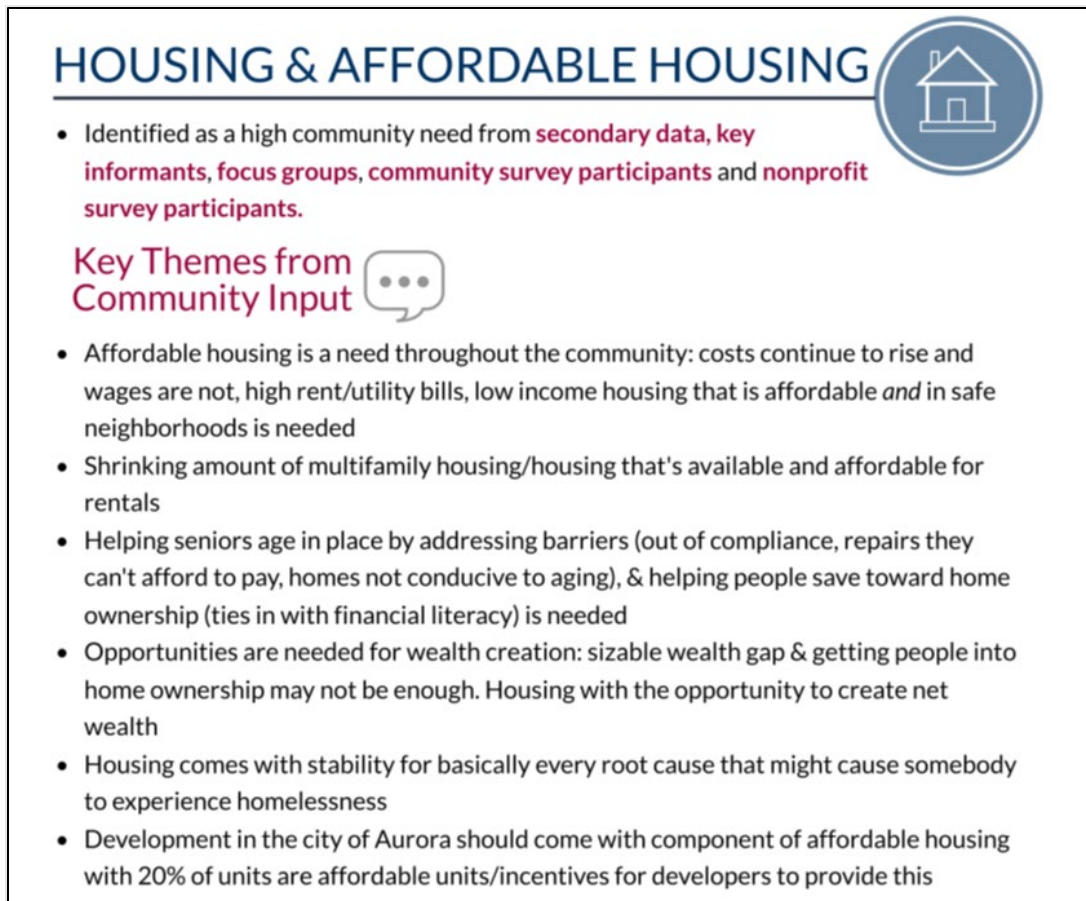 HOUSING & AFFORDABLE HOUSING
• Identified as a high community need from secondary data, key
informants, focus groups, community survey participants and nonprofit
survey participants.
Key Themes from
Community Input
• Affordable housing is a need throughout the community: costs continue to rise and
wages are not, high rent/utility bills, low income housing that is affordable and in safe
neighborhoods is needed
• Shrinking amount of multifamily housing/housing that's available and affordable for
rentals
• Helping seniors age in place by addressing barriers (out of compliance, repairs they
can't afford to pay, homes not conducive to aging), & helping people save toward home
ownership (ties in with financial literacy) is needed
• Opportunities are needed for wealth creation: sizable wealth gap & getting people into
home ownership may not be enough. Housing with the opportunity to create net
wealth
• Housing comes with stability for basically every root cause that might cause somebody
to experience homelessness
• Development in the city of Aurora should come with component of affordable housing
with 20% of units are affordable units/incentives for developers to provide this